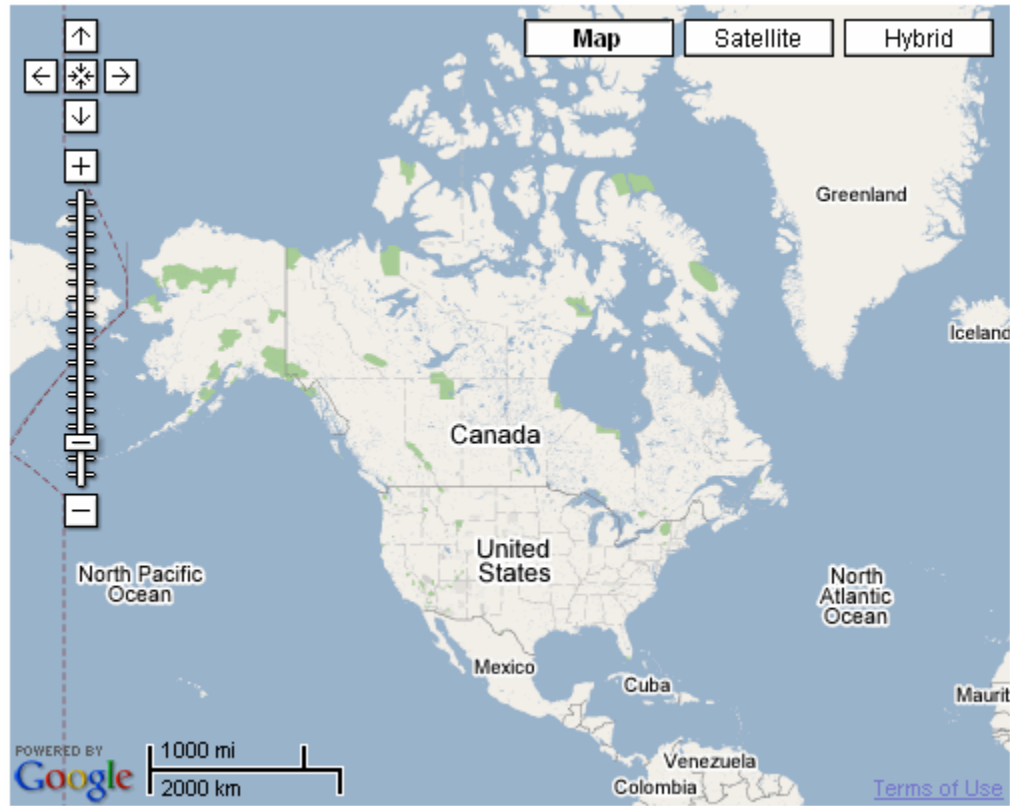 Map Satellite Hybrid
Greenland
Iceland
Canada
United
States
North Pacific
Ocean
North
Atlantic
Ocean
Mexico
Cuba
Maurit
Venezuela
Colombia
POWERED BY
Google
1000 mi
2000 km
Terms of Use